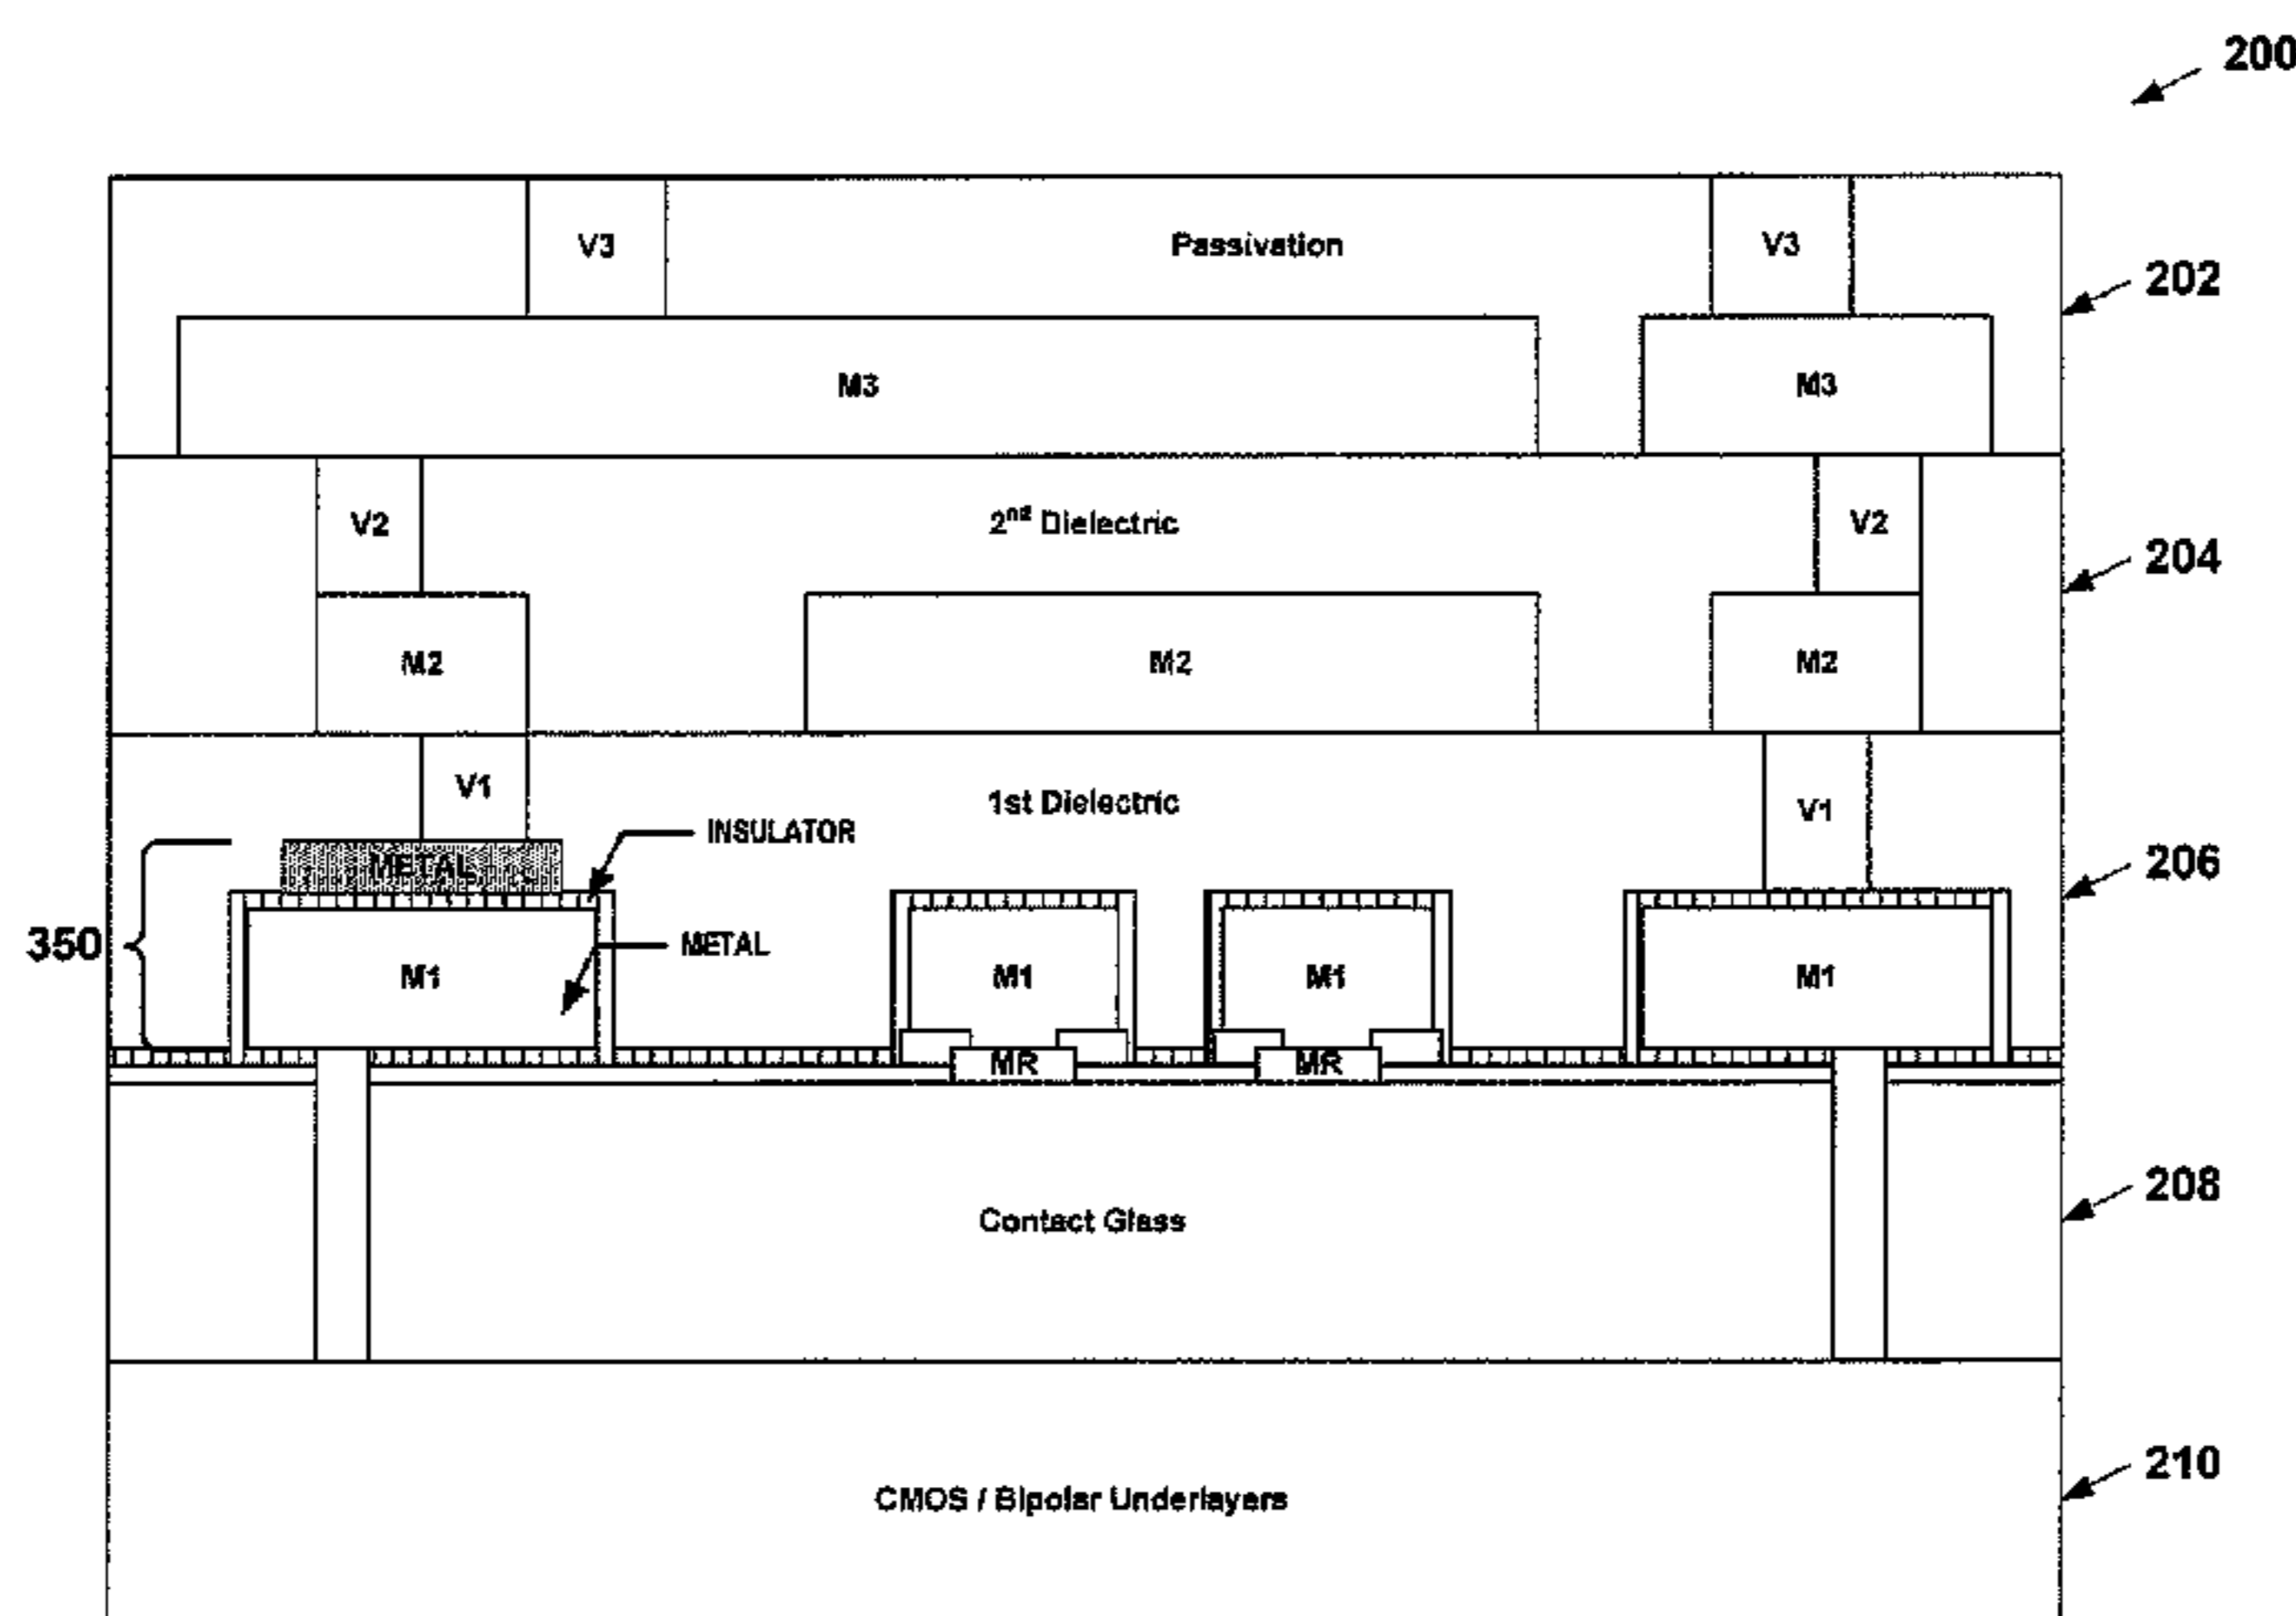 200
V3
Passivation
V3
202
M3
M3
V2
2nd Dielectric
V2
204
M2
M2
M2
V1
1st Dielectric
V1
INSULATOR
METAL
206
350
METAL
M1
M1
M1
M1
MR
MR
208
Contact Glass
210
CMOS / Bipolar Underlayers